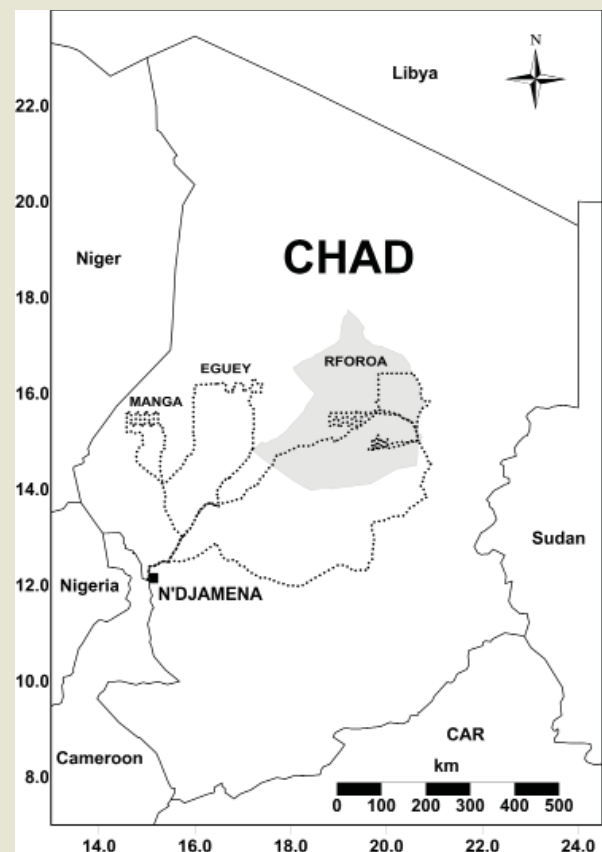 N
Libya
22.0
20.0
CHAD
Niger
18.0
EGUEY
RFOROA
16.0
MANGA
14.0
Sudan
12.0
Nigeria
N'DJAMENA
10.0
CAR
Cameroon
km
8.0
0 100 200 300 400 500
14.0 16.0 18.0 20.0 22.0 24.0